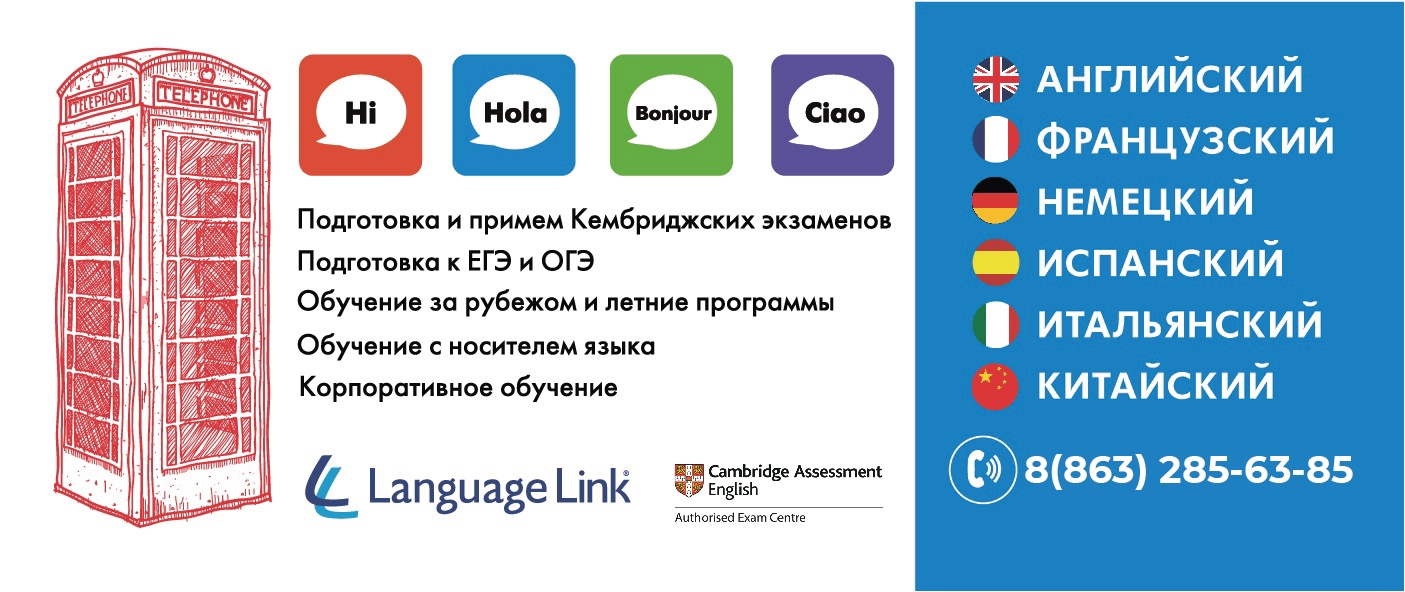 TELEPHONE
TELEPHONE
Hi
Hola
Bonjour
Ciao
Подготовка и примем Кембриджских экзаменов
Подготовка к ЕГЭ и ОГЭ
Обучение за рубежом и летние программы
Обучение с носителем языка
Корпоративное обучение
Language Link®
Cambridge Assessment
English
Authorised Exam Centre
АНГЛИЙСКИЙ
ФРАНЦУЗСКИЙ
НЕМЕЦКИЙ
ИСПАНСКИЙ
ИТАЛЬЯНСКИЙ
КИТАЙСКИЙ
8(863) 285-63-85